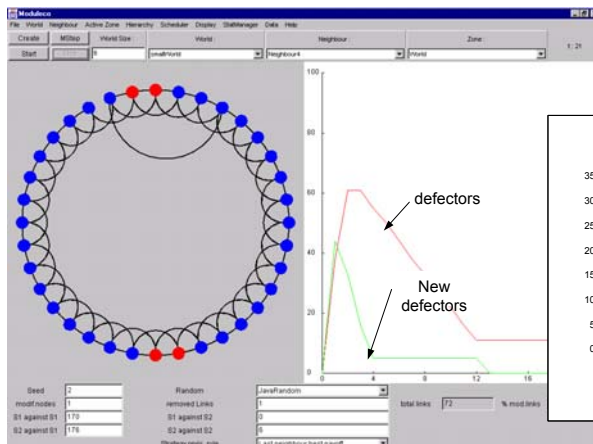 Moduleco
File World Neighbour Active Zone Hierarchy Scheduler Display StatManager Data Help
Create MStep World Size : World : Neighbour : Zone :
Start 6 smallWorld Neighbour4 World t : 21
100
80
60
40
20
0
0 4 8 12 16
defectors
New
defectors
35
30
25
20
15
10
5
0
Seed 2 Random JavaRandom
modif.nodes 1 removed Links 1 total links 72 % mod.links
S1 against S1 170 S1 against S2 0
S2 against S1 176 S2 against S2 6